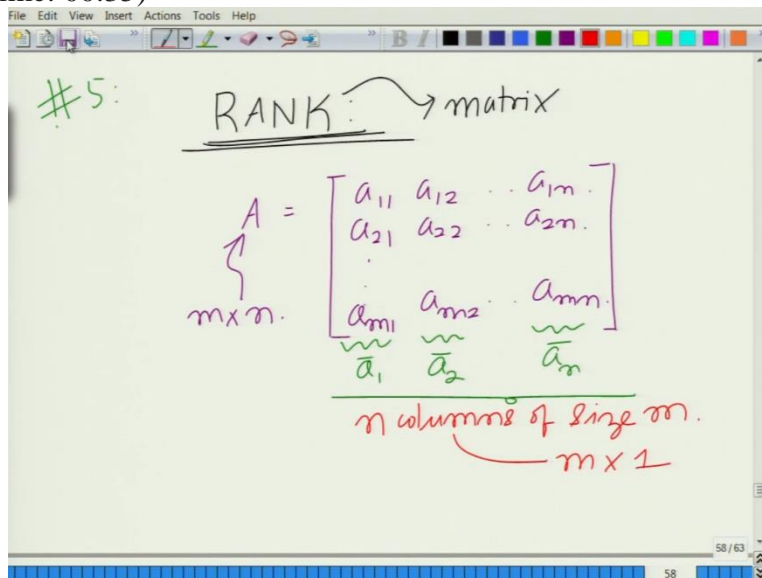 File Edit View Insert Actions Tools Help
#5:
RANK: → matrix
A = [ a₁₁ a₁₂ .. a₁ₙ.
a₂₁ a₂₂ .. a₂ₙ.
.
.
aₘ₁ aₘ₂ .. aₘₙ. ]
m×n.
ā₁ ā₂ āₙ
n columns of size m.
m × 1
58/63
58